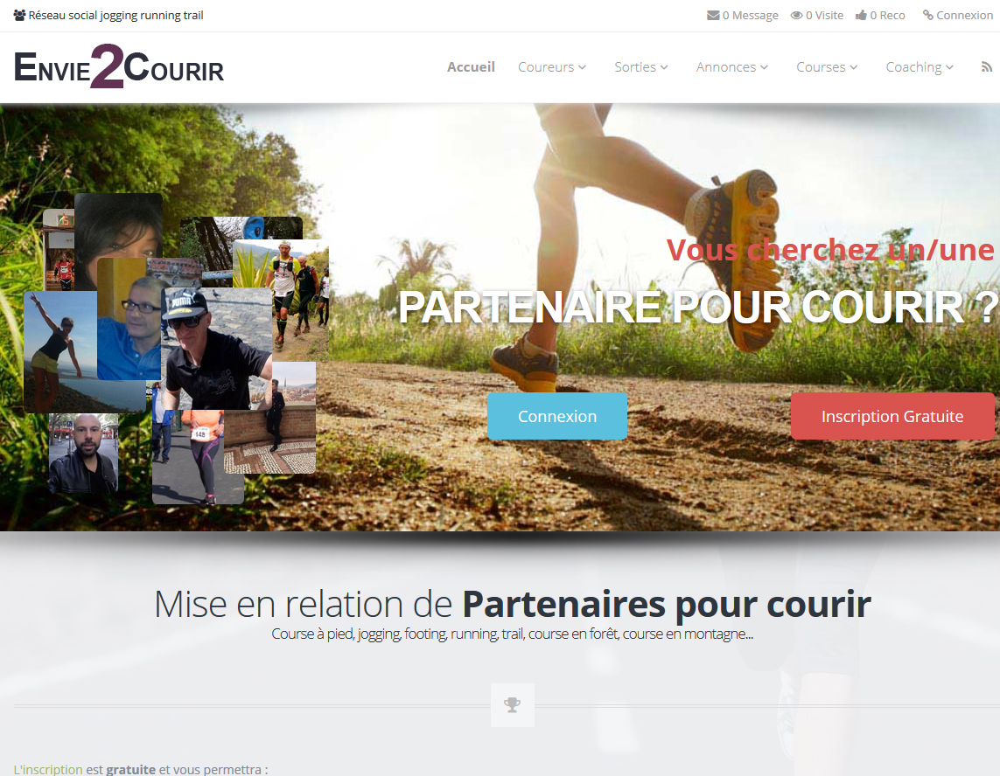 Réseau social jogging running trail
0 Message 0 Visite 0 Reco Connexion
ENVIE2COURIR
Accueil Coureurs Sorties Annonces Courses Coaching
Vous cherchez un/une
PARTENAIRE POUR COURIR ?
PUMA
148
Connexion Inscription Gratuite
Mise en relation de Partenaires pour courir
Course à pied, jogging, footing, running, trail, course en forêt, course en montagne...
L'inscription est gratuite et vous permettra :